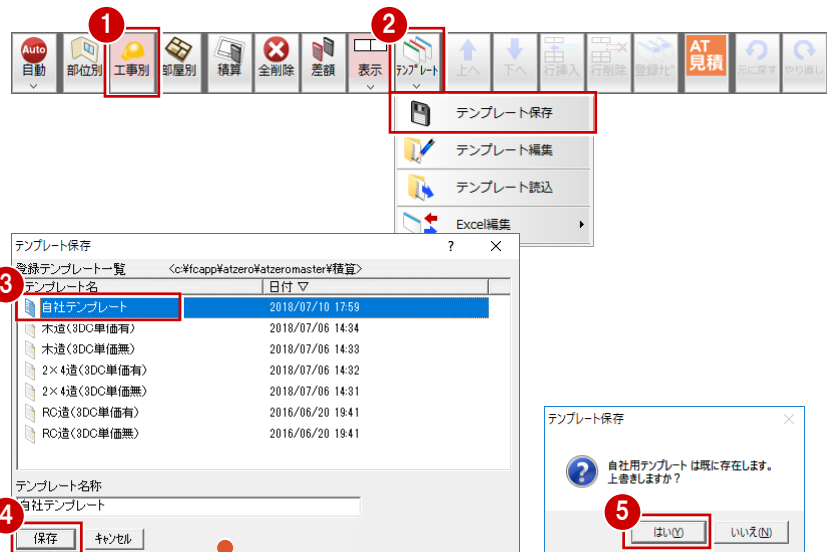 1
2
Auto
自動
部位別
工事別
部屋別
積算
全削除
差額
表示
ﾃﾝﾌﾟﾚｰﾄ
上へ
下へ
行挿入
行削除
登録ﾅﾋﾞ
AT
見積
元に戻す
やり直し
テンプレート保存
テンプレート編集
テンプレート読込
Excel編集
テンプレート保存 ? ×
登録テンプレート一覧 <c:¥fcapp¥atzero¥atzeromaster¥積算>
3
テンプレート名 日付 ▽
自社テンプレート 2018/07/10 17:59
木造(3DC単価有) 2018/07/06 14:34
木造(3DC単価無) 2018/07/06 14:33
2×4造(3DC単価有) 2018/07/06 14:32
2×4造(3DC単価無) 2018/07/06 14:31
RC造(3DC単価有) 2016/06/20 19:41
RC造(3DC単価無) 2016/06/20 19:41
テンプレート名称
自社テンプレート
4
保存 ｷｬﾝｾﾙ
テンプレート保存 ×
自社用テンプレート は既に存在します。
上書きしますか？
5
はい(Y) いいえ(N)